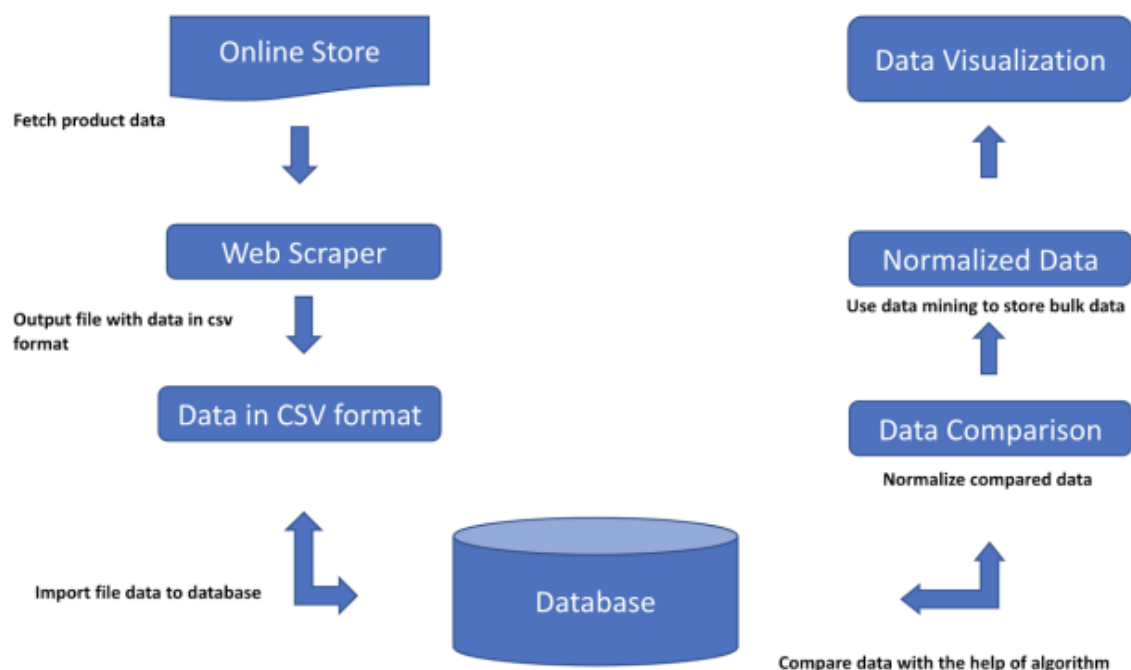 Online Store
Fetch product data
Web Scraper
Output file with data in csv
format
Data in CSV format
Import file data to database
Database
Compare data with the help of algorithm
Data Comparison
Normalize compared data
Normalized Data
Use data mining to store bulk data
Data Visualization